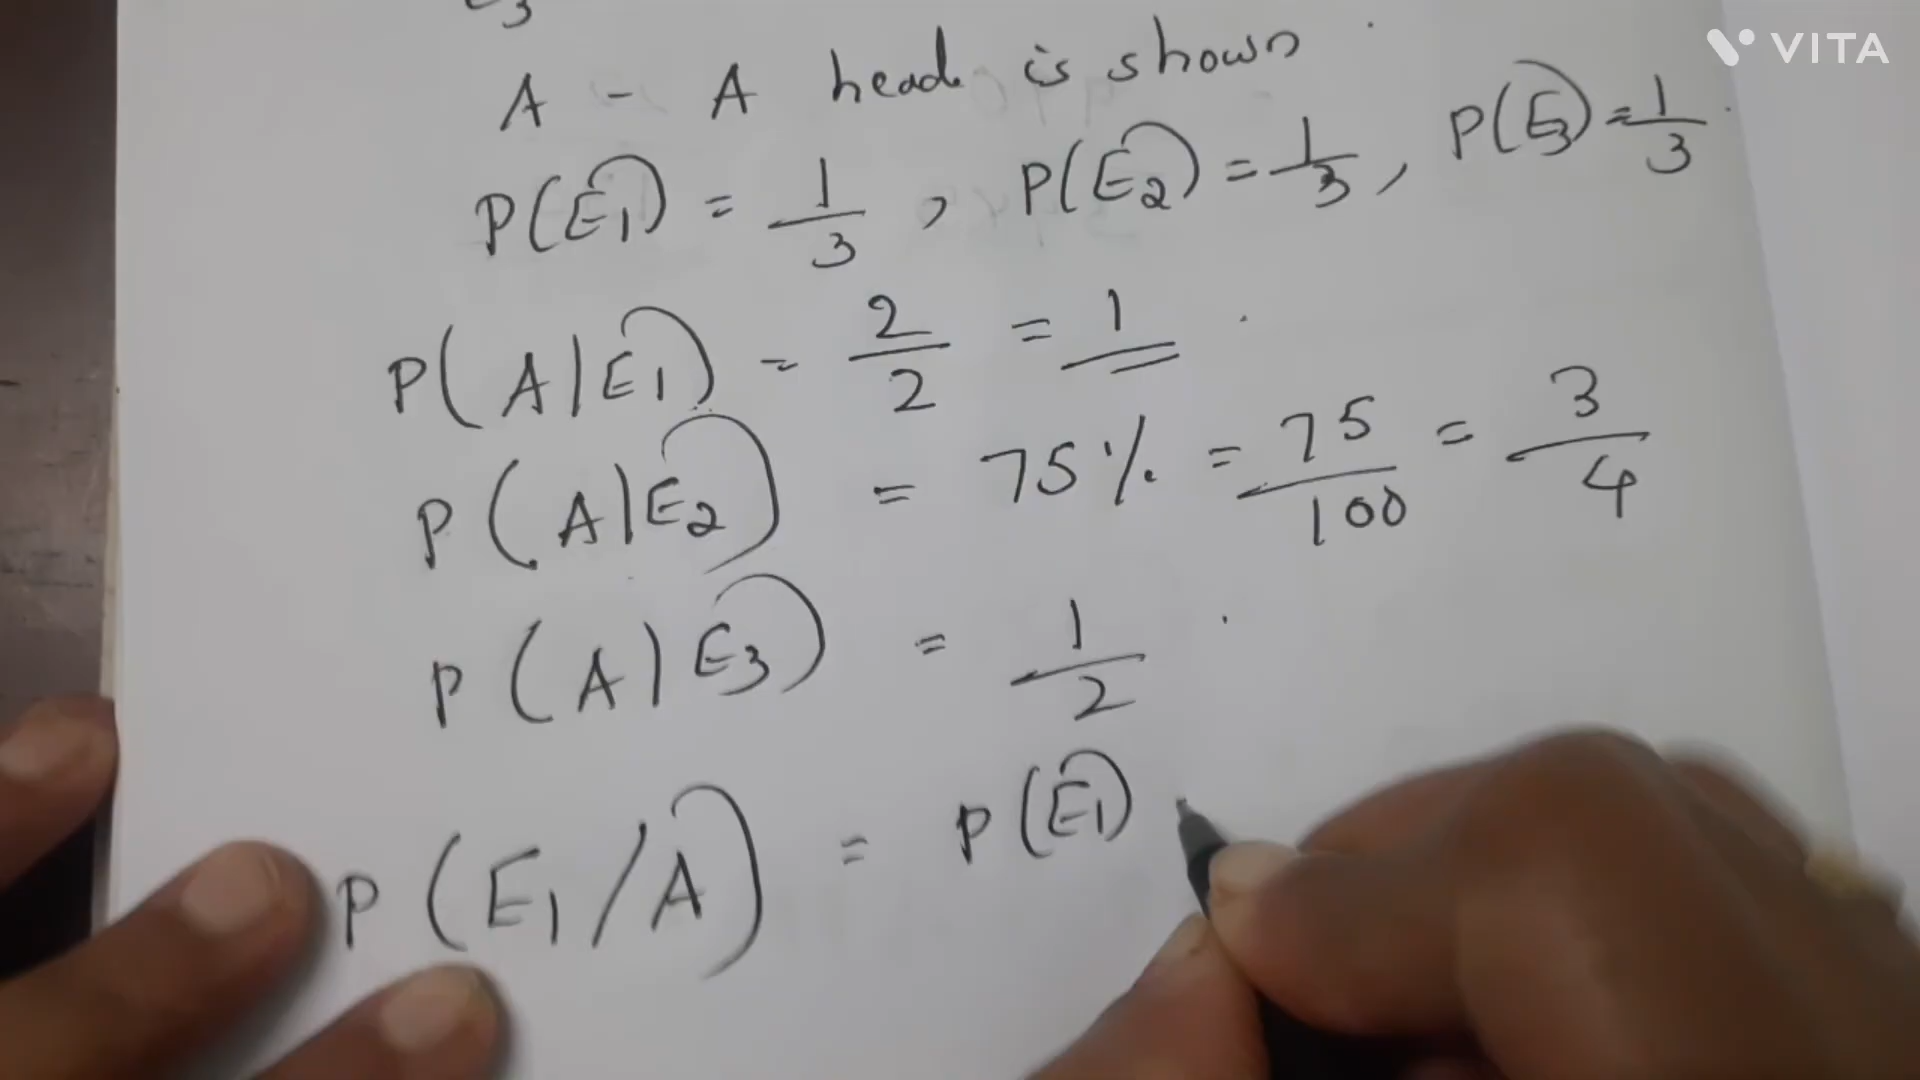 VITA
E3
A - A head is shown
P(E1) = 1/3 , P(E2) = 1/3 , P(E3) = 1/3
P(A|E1) = 2/2 = 1
P(A|E2) = 75% = 75/100 = 3/4
P(A|E3) = 1/2
P(E1/A) = P(E1)